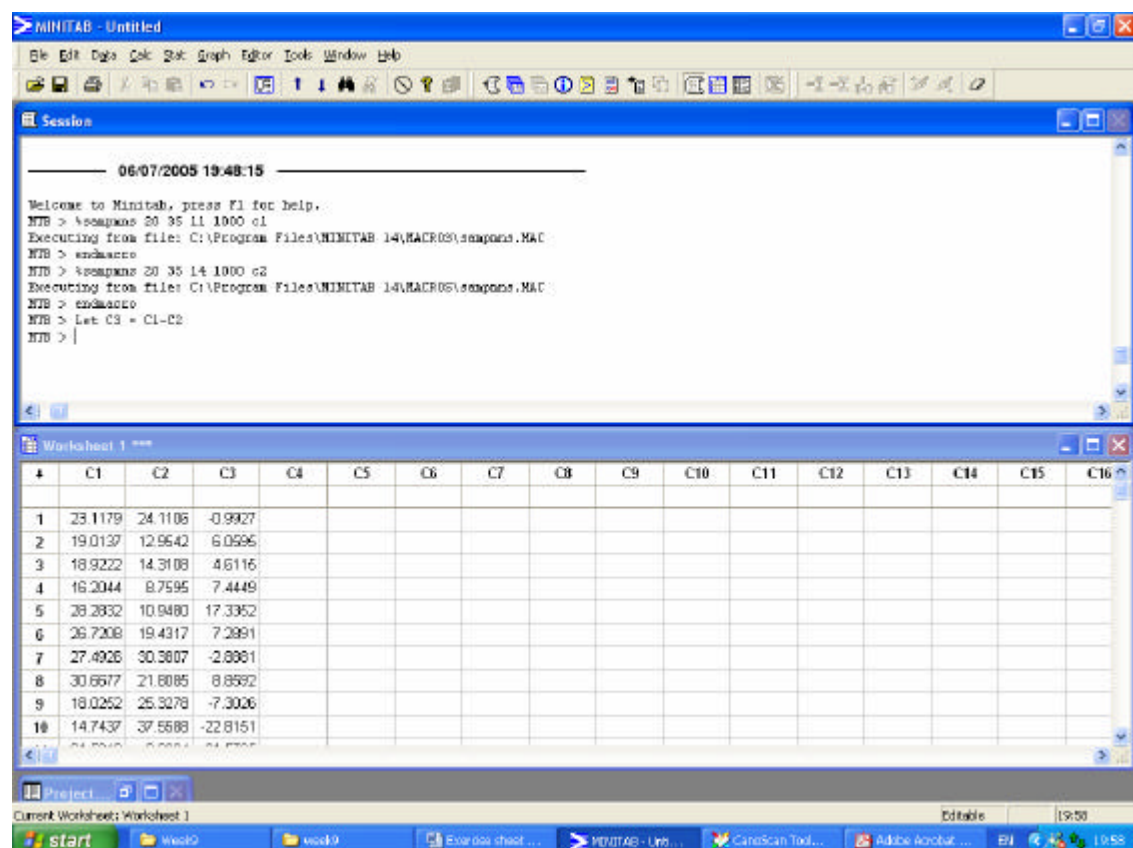 MINITAB - Untitled
File Edit Data Calc Stat Graph Editor Tools Window Help
Session
06/07/2005 19:48:15
Welcome to Minitab, press F1 for help.
MTB > %sampmns 20 35 11 1000 c1
Executing from file: C:\Program Files\MINITAB 14\MACROS\sampmns.MAC
MTB > endmacro
MTB > %sampmns 20 35 14 1000 c2
Executing from file: C:\Program Files\MINITAB 14\MACROS\sampmns.MAC
MTB > endmacro
MTB > Let C3 = C1-C2
MTB >
Worksheet 1 ***
C1 C2 C3 C4 C5 C6 C7 C8 C9 C10 C11 C12 C13 C14 C15 C16
1 23.1179 24.1106 -0.9927
2 19.0137 12.9542 6.0595
3 18.9222 14.3108 4.6115
4 16.2044 8.7595 7.4449
5 28.2832 10.9480 17.3352
6 26.7208 19.4317 7.2891
7 27.4926 30.3807 -2.8881
8 30.6677 21.8085 8.8592
9 18.0252 25.3278 -7.3026
10 14.7437 37.5588 -22.8151
Project...
Current Worksheet: Worksheet 1
Editable
19:58
start
Week9
week9
Exercise sheet ...
MINITAB - Unti...
CanoScan Tool...
Adobe Acrobat ...
EN
19:58